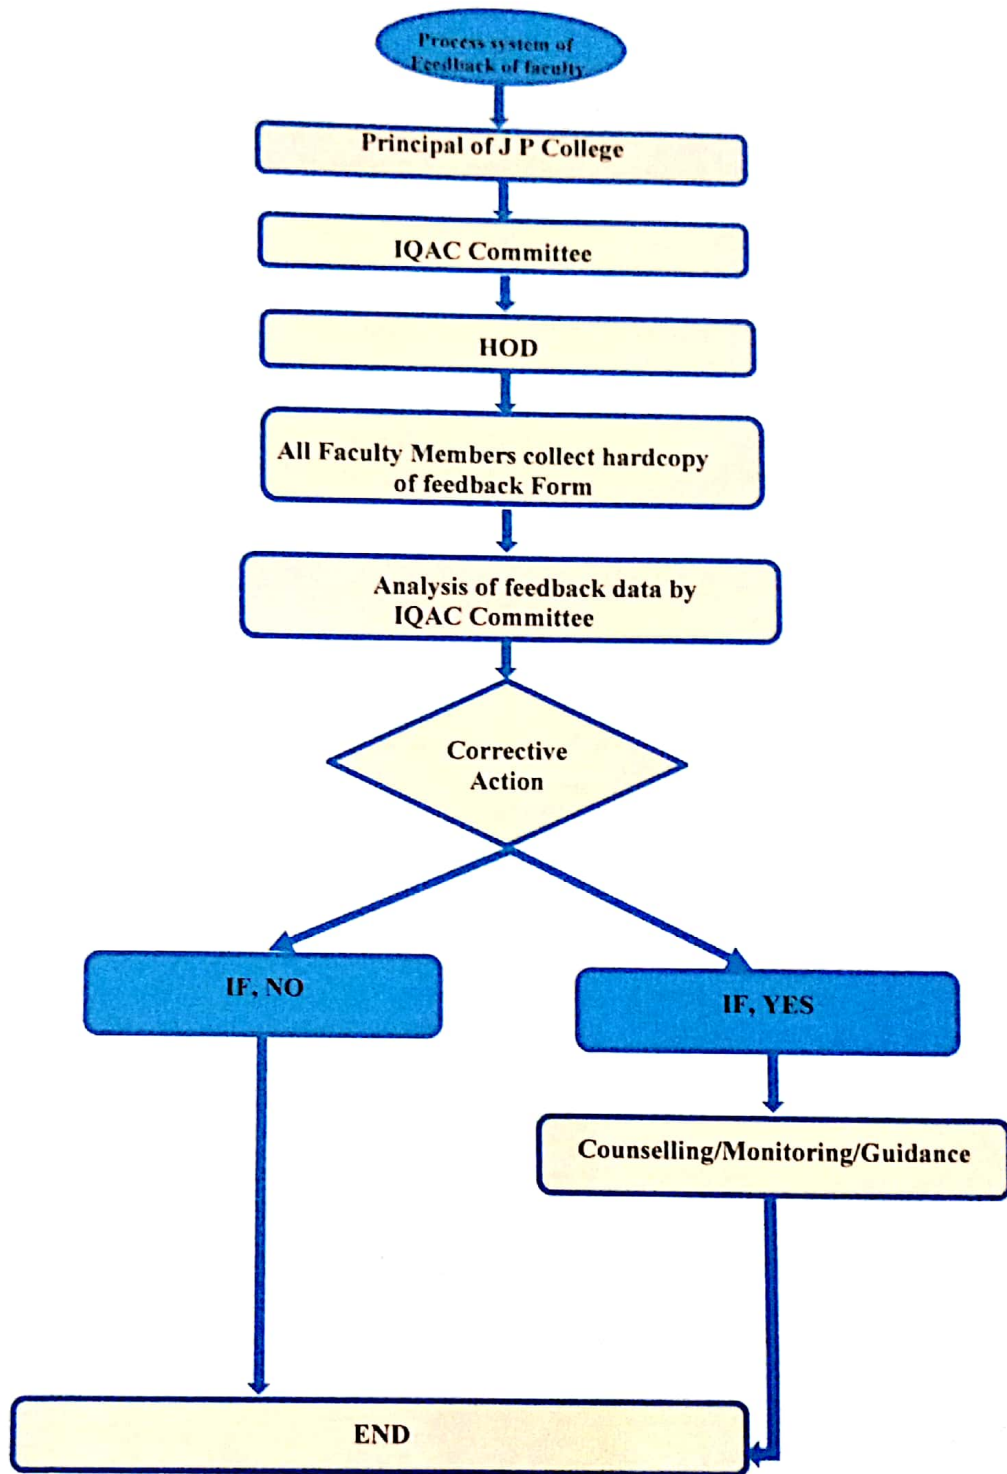 Process system of
Feedback of faculty
Principal of J P College
IQAC Committee
HOD
All Faculty Members collect hardcopy
of feedback Form
Analysis of feedback data by
IQAC Committee
Corrective
Action
IF, NO
IF, YES
Counselling/Monitoring/Guidance
END